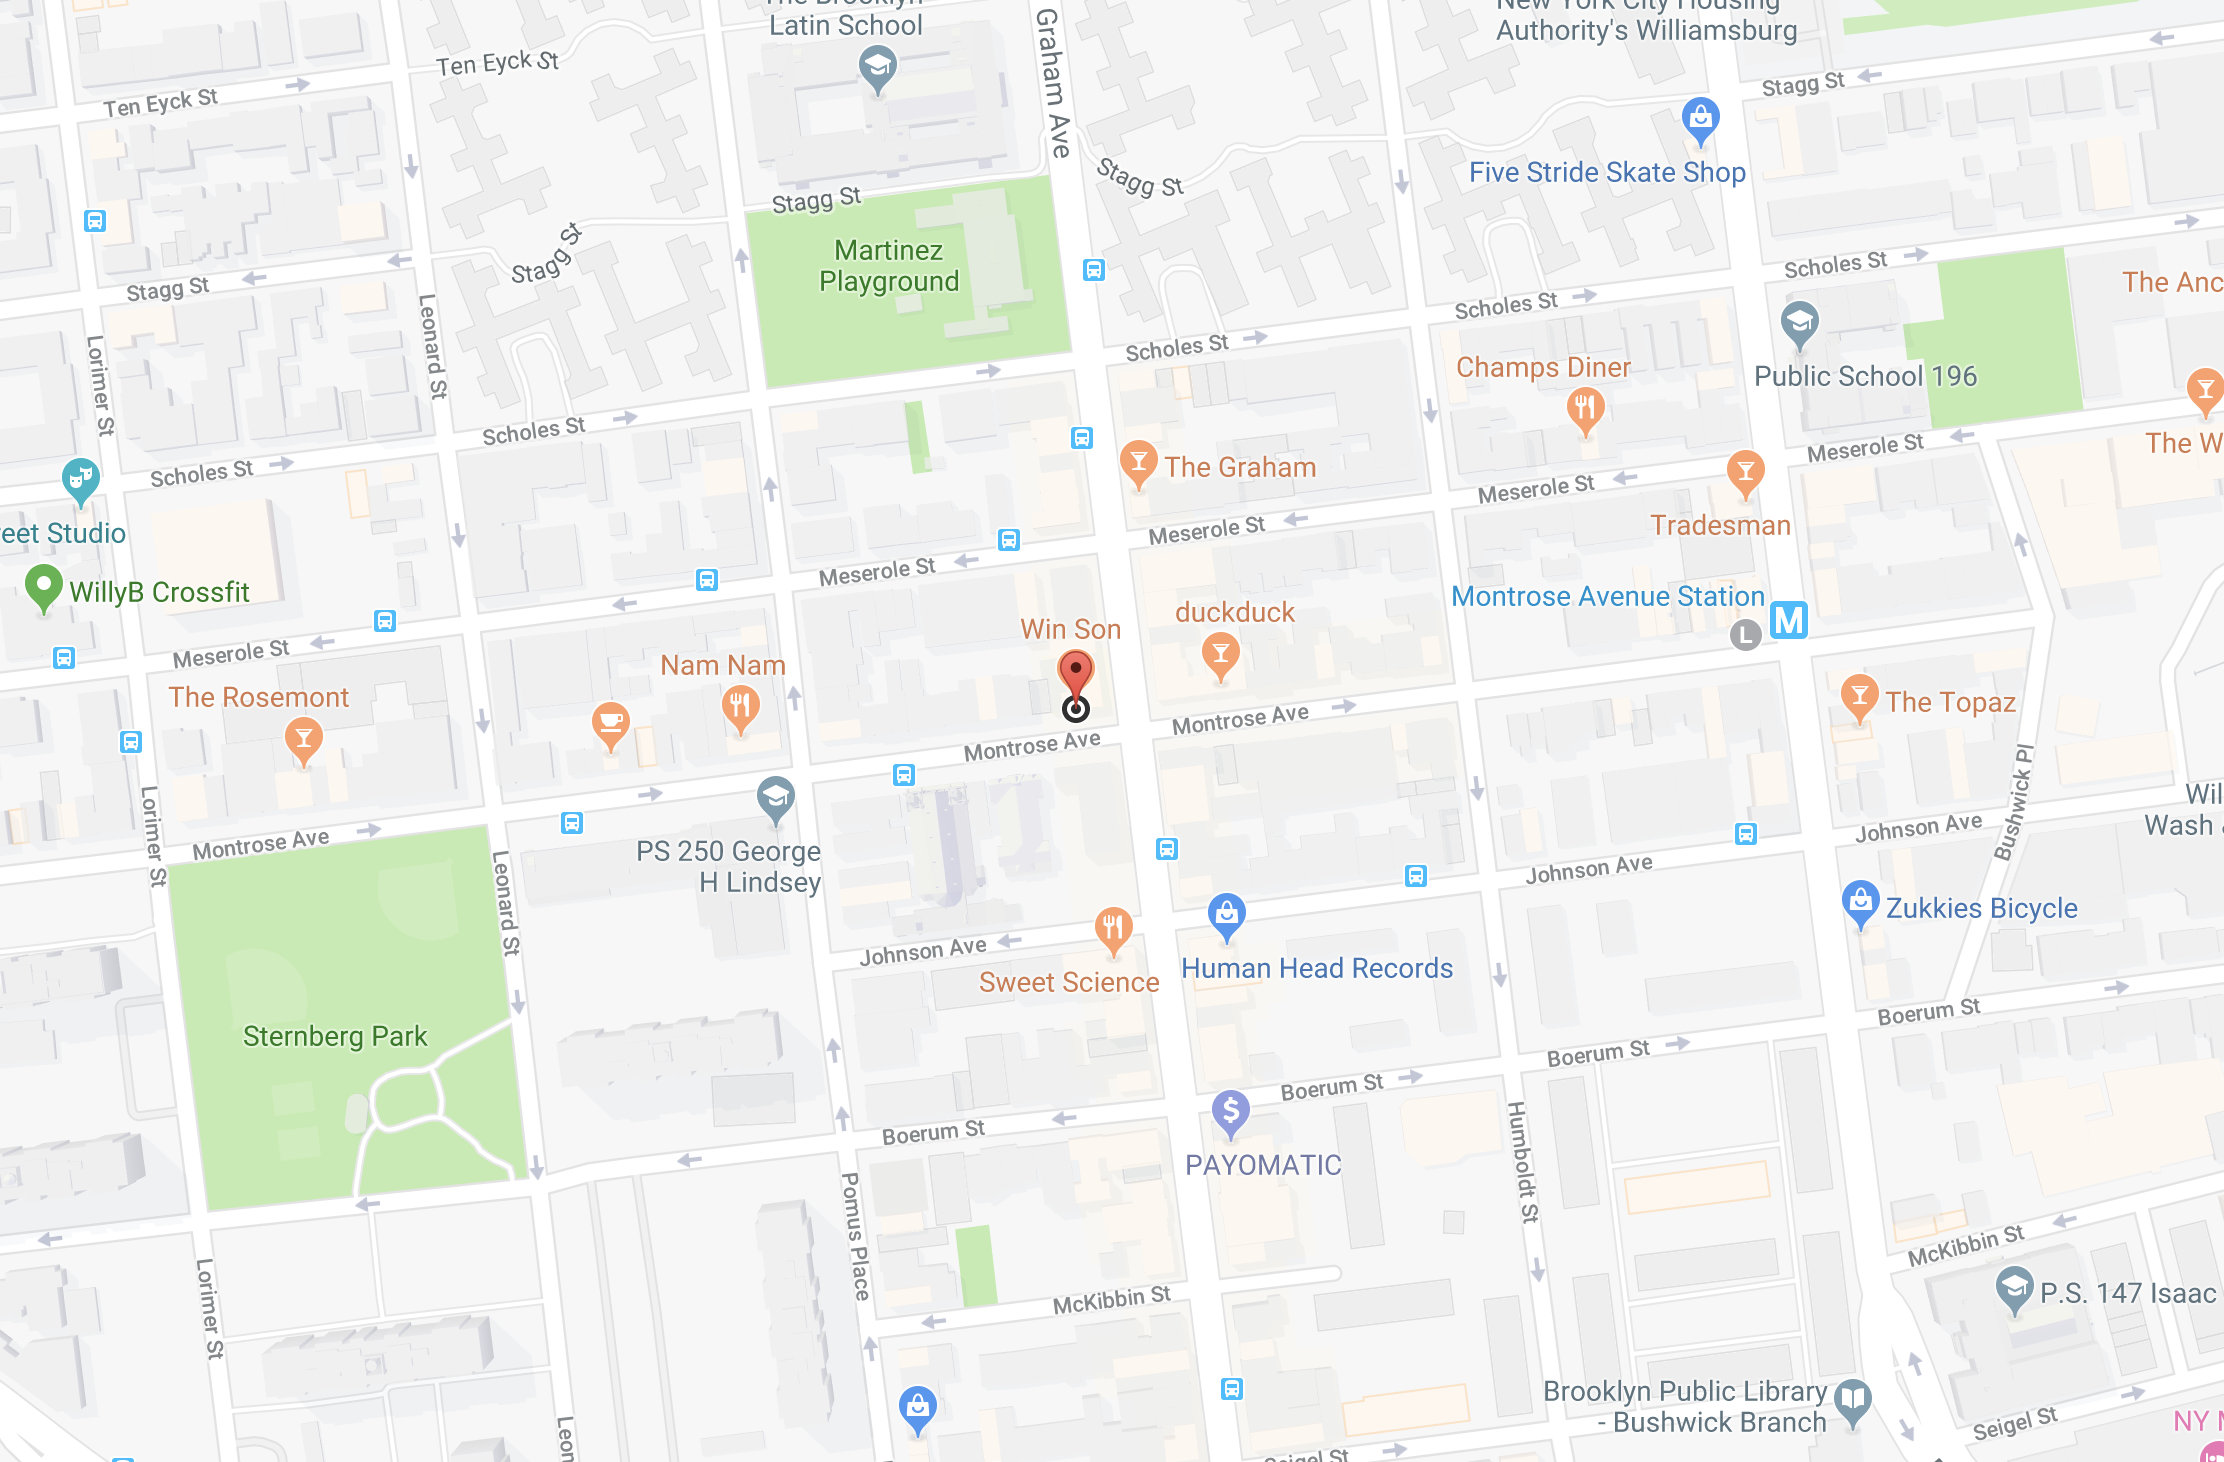 The Brooklyn
Latin School
Graham Ave
New York City Housing
Authority's Williamsburg
Ten Eyck St
Ten Eyck St
Stagg St
Five Stride Skate Shop
Stagg St
Stagg St
Stagg St
Stagg St
Martinez
Playground
Scholes St
The Anc
Leonard St
Lorimer St
Scholes St
Scholes St
Champs Diner
Public School 196
Scholes St
Scholes St
The Graham
Meserole St
The W
Meserole St
Tradesman
reet Studio
Meserole St
Meserole St
WillyB Crossfit
Montrose Avenue Station
M
L
duckduck
Win Son
Meserole St
Nam Nam
The Rosemont
The Topaz
Montrose Ave
Montrose Ave
Bushwick Pl
Wil
Wash
Lorimer St
Montrose Ave
Johnson Ave
PS 250 George
H Lindsey
Leonard St
Johnson Ave
Zukkies Bicycle
Johnson Ave
Human Head Records
Sweet Science
Sternberg Park
Boerum St
Boerum St
Boerum St
Boerum St
$
PAYOMATIC
Humboldt St
Pomus Place
McKibbin St
Lorimer St
McKibbin St
P.S. 147 Isaac
Brooklyn Public Library
- Bushwick Branch
Leon
Seigel St
Seigel St
NY